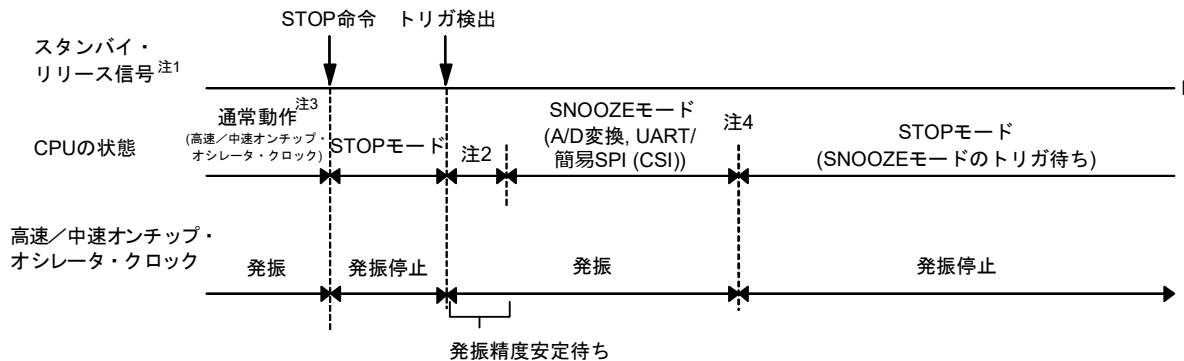 STOP命令 トリガ検出
スタンバイ・
リリース信号注1
通常動作注3
(高速／中速オンチップ・
オシレータ・クロック)
CPUの状態
STOPモード
注2
SNOOZEモード
(A/D変換, UART/
簡易SPI (CSI))
注4
STOPモード
(SNOOZEモードのトリガ待ち)
高速／中速オンチップ・
オシレータ・クロック
発振 発振停止 発振 発振停止
発振精度安定待ち